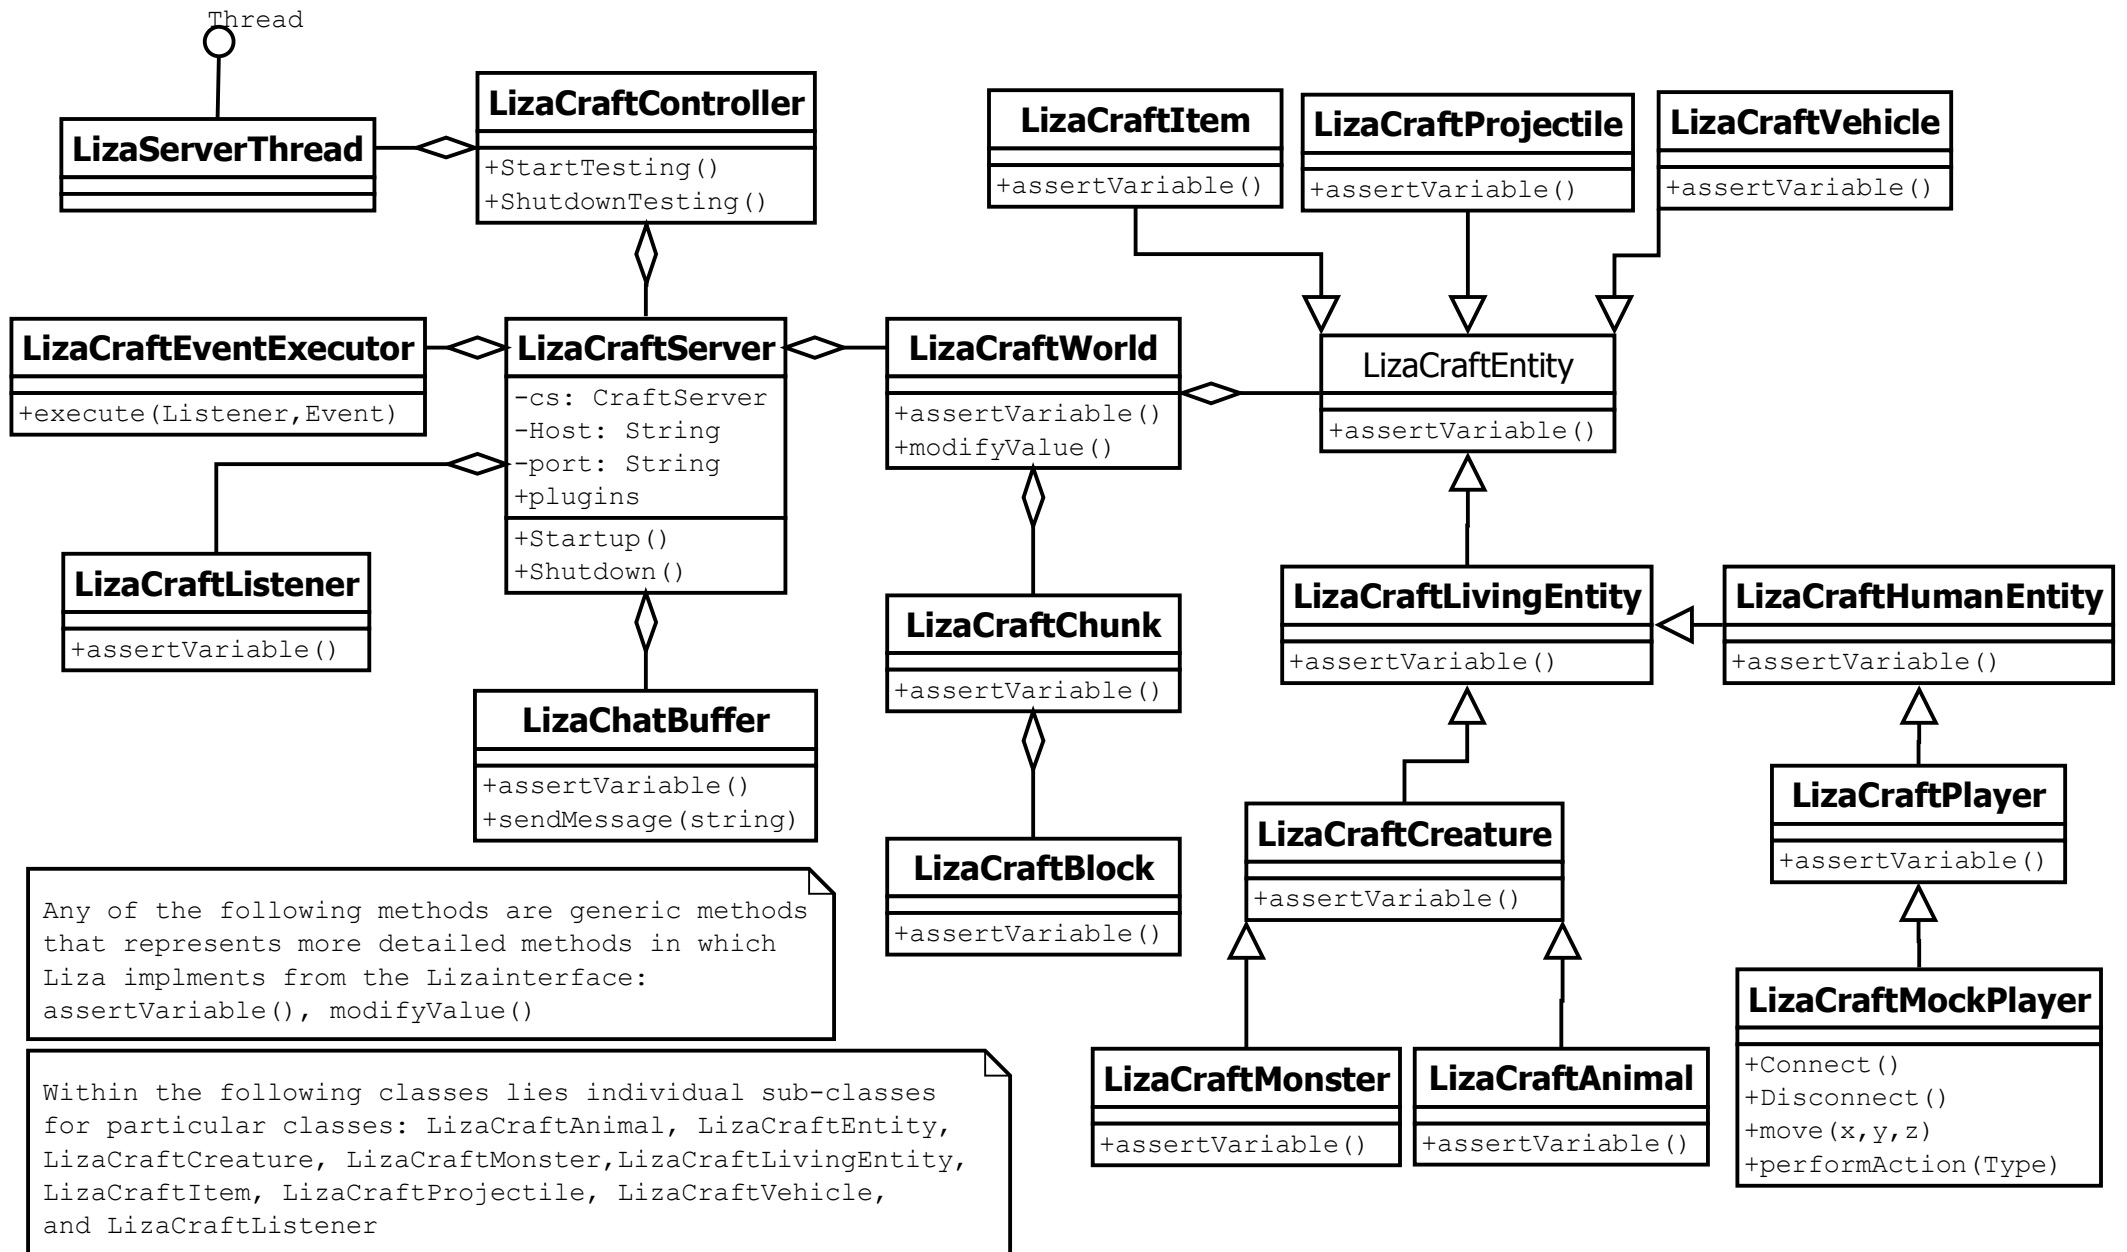 Thread
LizaServerThread
LizaCraftController
+StartTesting()
+ShutdownTesting()
LizaCraftItem
+assertVariable()
LizaCraftProjectile
+assertVariable()
LizaCraftVehicle
+assertVariable()
LizaCraftEventExecutor
+execute(Listener,Event)
LizaCraftServer
-cs: CraftServer
-Host: String
-port: String
+plugins
+Startup()
+Shutdown()
LizaCraftWorld
+assertVariable()
+modifyValue()
LizaCraftEntity
+assertVariable()
LizaCraftListener
+assertVariable()
LizaCraftChunk
+assertVariable()
LizaCraftLivingEntity
+assertVariable()
LizaCraftHumanEntity
+assertVariable()
LizaChatBuffer
+assertVariable()
+sendMessage(string)
LizaCraftBlock
+assertVariable()
LizaCraftCreature
+assertVariable()
LizaCraftPlayer
+assertVariable()
LizaCraftMonster
+assertVariable()
LizaCraftAnimal
+assertVariable()
LizaCraftMockPlayer
+Connect()
+Disconnect()
+move(x,y,z)
+performAction(Type)
Any of the following methods are generic methods
that represents more detailed methods in which
Liza implments from the Lizainterface:
assertVariable(), modifyValue()
Within the following classes lies individual sub-classes
for particular classes: LizaCraftAnimal, LizaCraftEntity,
LizaCraftCreature, LizaCraftMonster,LizaCraftLivingEntity,
LizaCraftItem, LizaCraftProjectile, LizaCraftVehicle,
and LizaCraftListener